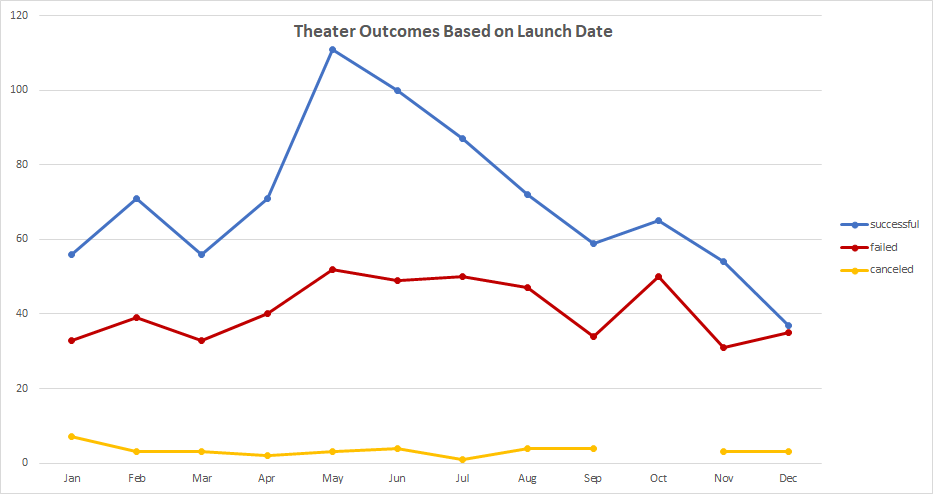 Theater Outcomes Based on Launch Date
120
100
80
60
40
20
0
Jan Feb Mar Apr May Jun Jul Aug Sep Oct Nov Dec
successful
failed
canceled